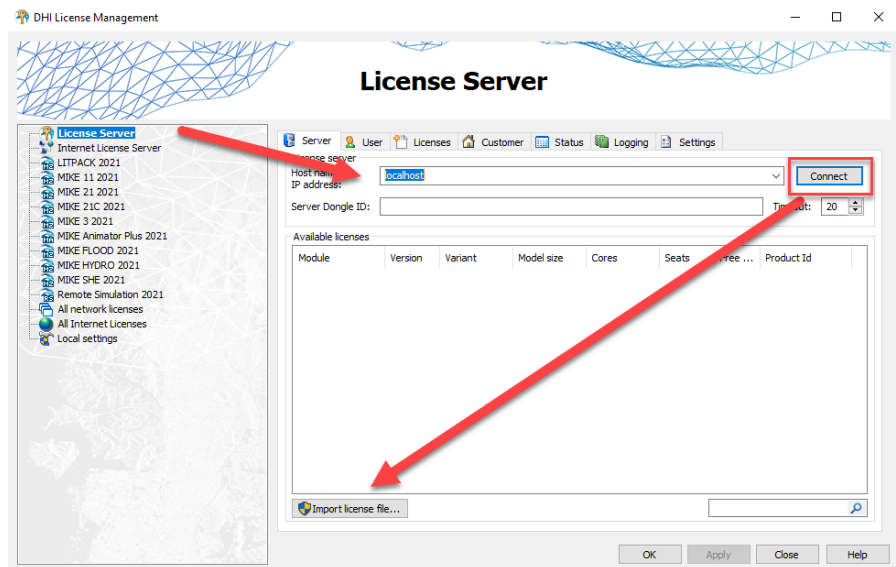 DHI License Management
License Server
License Server
Internet License Server
LITPACK 2021
MIKE 11 2021
MIKE 21 2021
MIKE 21C 2021
MIKE 3 2021
MIKE Animator Plus 2021
MIKE FLOOD 2021
MIKE HYDRO 2021
MIKE SHE 2021
Remote Simulation 2021
All network licenses
All Internet Licenses
Local settings
Server User Licenses Customer Status Logging Settings
License server
Host name
IP address:
localhost
Connect
Server Dongle ID:
Timeout: 20
Available licenses
Module Version Variant Model size Cores Seats Free ... Product Id
Import license file...
OK Apply Close Help